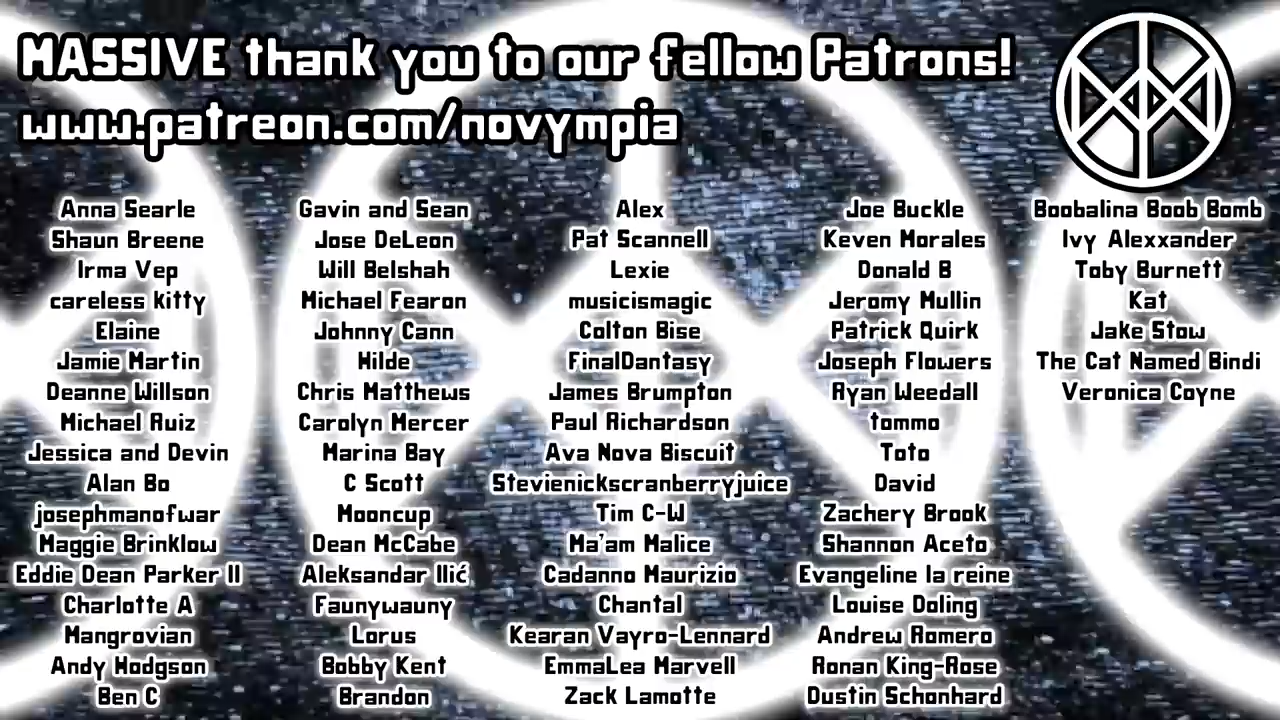 MASSIVE thank you to our fellow Patrons!
www.patreon.com/novympia
Anna Searle
Shaun Breene
Irma Vep
careless kitty
Elaine
Jamie Martin
Deanne Willson
Michael Ruiz
Jessica and Devin
Alan Bo
josephmanofwar
Maggie Brinklow
Eddie Dean Parker II
Charlotte A
Mangrovian
Andy Hodgson
Ben C
Gavin and Sean
Jose DeLeon
Will Belshah
Michael Fearon
Johnny Cann
Hilde
Chris Matthews
Carolyn Mercer
Marina Bay
C Scott
Mooncup
Dean McCabe
Aleksandar Ilić
Faunywauny
Lorus
Bobby Kent
Brandon
Alex
Pat Scannell
Lexie
musicismagic
Colton Bise
FinalDantasy
James Brumpton
Paul Richardson
Ava Nova Biscuit
Stevienickscranberryjuice
Tim C-W
Ma'am Malice
Cadanno Maurizio
Chantal
Kearan Vayro-Lennard
EmmaLea Marvell
Zack Lamotte
Joe Buckle
Keven Morales
Donald B
Jeromy Mullin
Patrick Quirk
Joseph Flowers
Ryan Weedall
tommo
Toto
David
Zachery Brook
Shannon Aceto
Evangeline la reine
Louise Doling
Andrew Romero
Ronan King-Rose
Dustin Schonhard
Boobalina Boob Bomb
Ivy Alexxander
Toby Burnett
Kat
Jake Stow
The Cat Named Bindi
Veronica Coyne